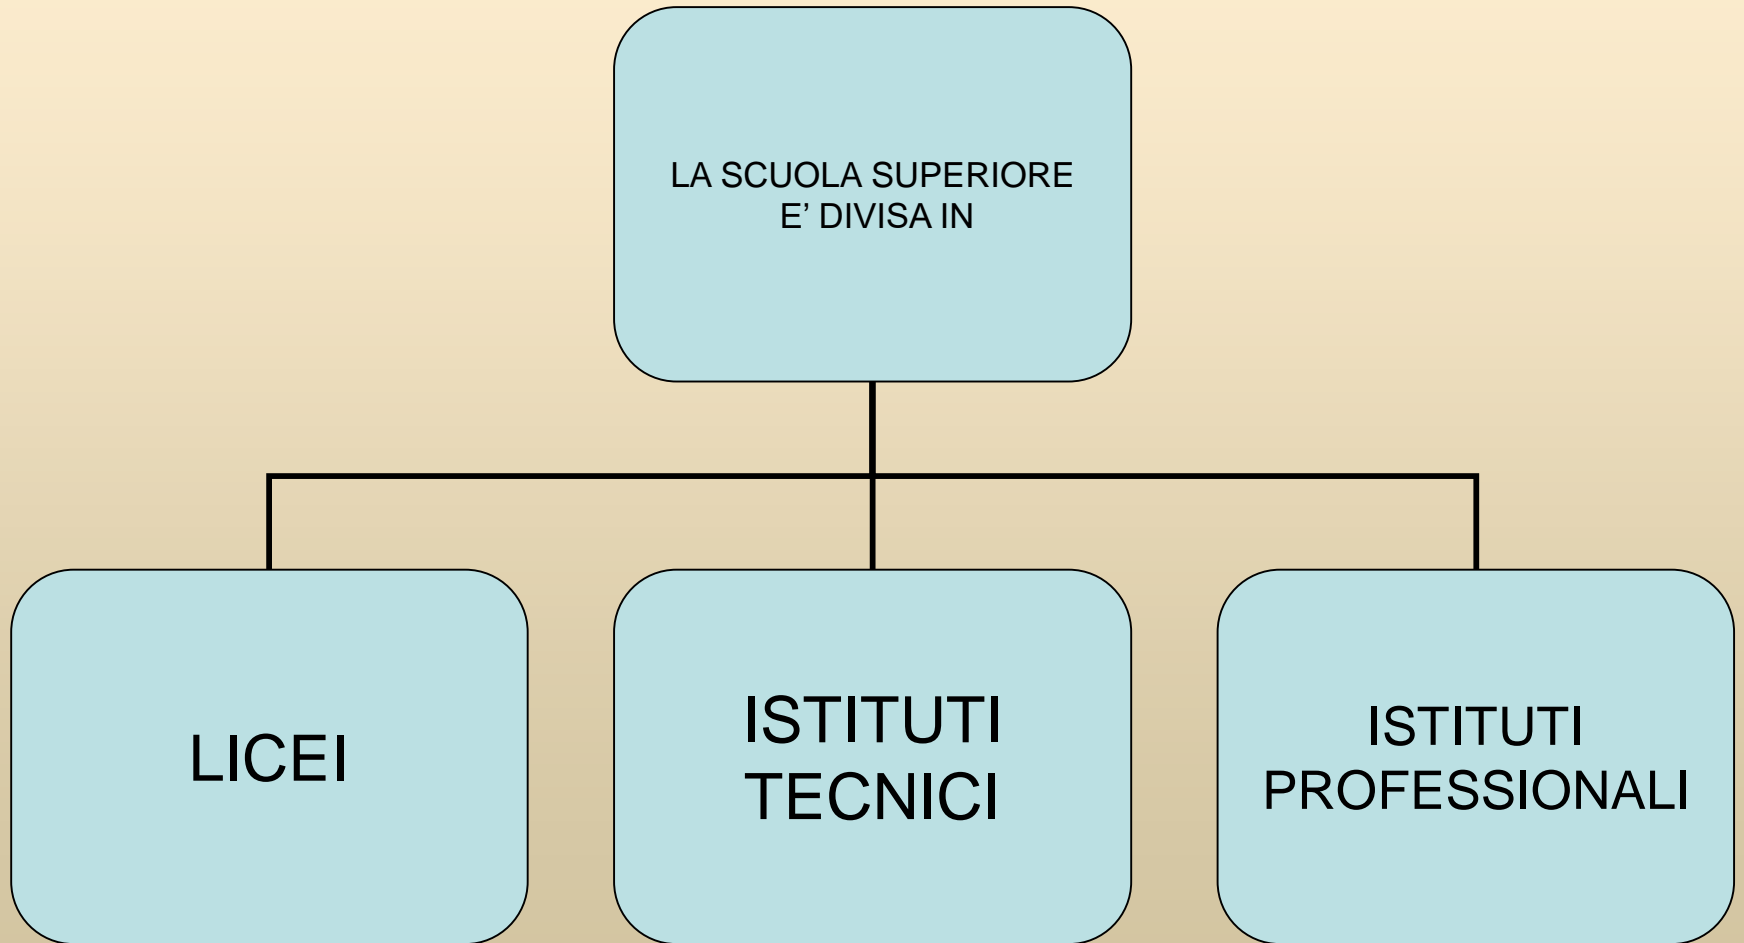 LA SCUOLA SUPERIORE
E’ DIVISA IN
LICEI
ISTITUTI
TECNICI
ISTITUTI
PROFESSIONALI